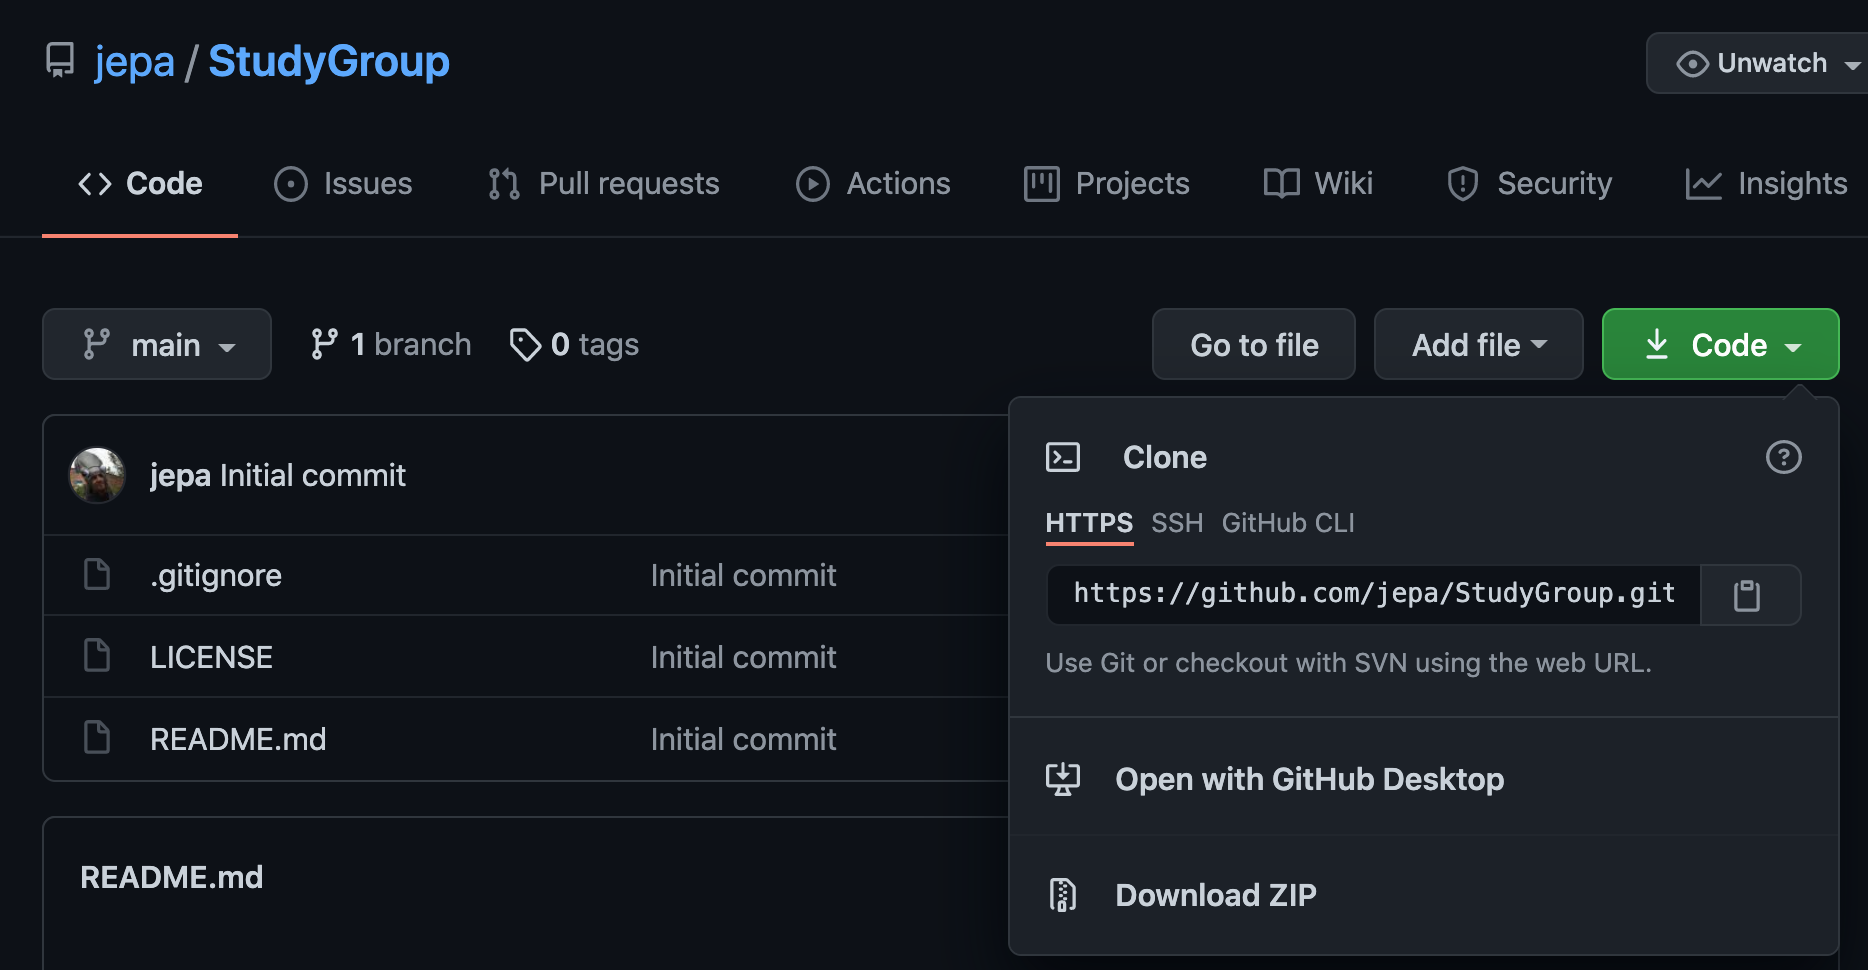 jepa / StudyGroup
Unwatch
Code Issues Pull requests Actions Projects Wiki Security Insights
main 1 branch 0 tags Go to file Add file Code
jepa Initial commit
.gitignore Initial commit
LICENSE Initial commit
README.md Initial commit
README.md
Clone
HTTPS SSH GitHub CLI
https://github.com/jepa/StudyGroup.git
Use Git or checkout with SVN using the web URL.
Open with GitHub Desktop
Download ZIP